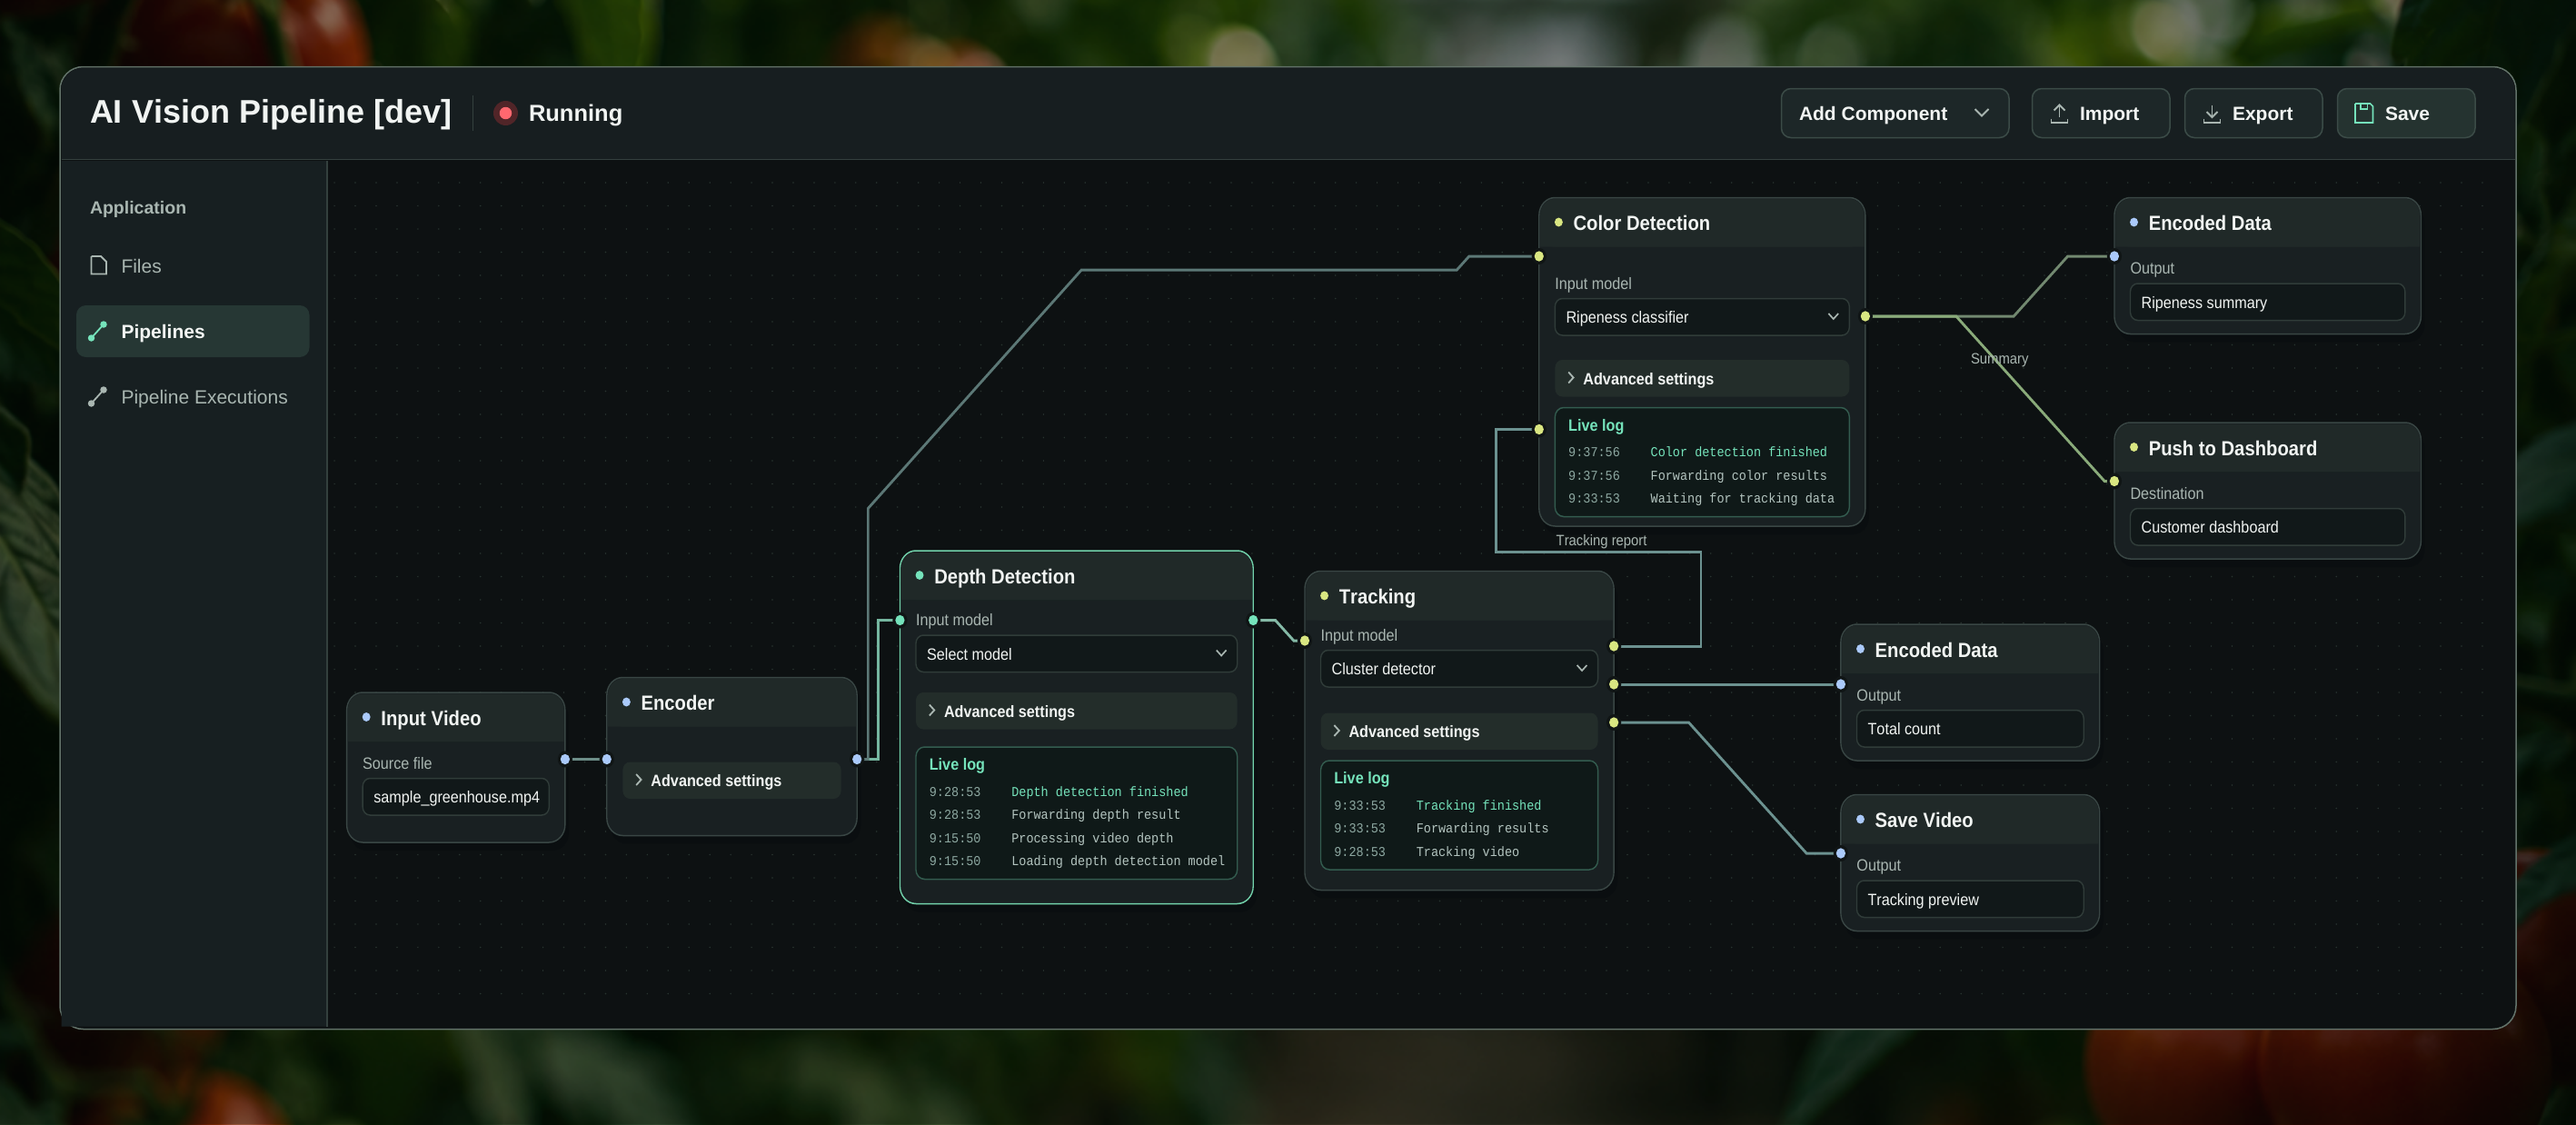 AI Vision Pipeline [dev]
Running
Add Component
Import
Export
Save
Application
Files
Pipelines
Pipeline Executions
Input Video
Source file
sample_greenhouse.mp4
Encoder
Advanced settings
Depth Detection
Input model
Select model
Advanced settings
Live log
9:28:53 Depth detection finished
9:28:53 Forwarding depth result
9:15:50 Processing video depth
9:15:50 Loading depth detection model
Tracking
Input model
Cluster detector
Advanced settings
Live log
9:33:53 Tracking finished
9:33:53 Forwarding results
9:28:53 Tracking video
Color Detection
Input model
Ripeness classifier
Advanced settings
Live log
9:37:56 Color detection finished
9:37:56 Forwarding color results
9:33:53 Waiting for tracking data
Tracking report
Summary
Encoded Data
Output
Ripeness summary
Push to Dashboard
Destination
Customer dashboard
Encoded Data
Output
Total count
Save Video
Output
Tracking preview